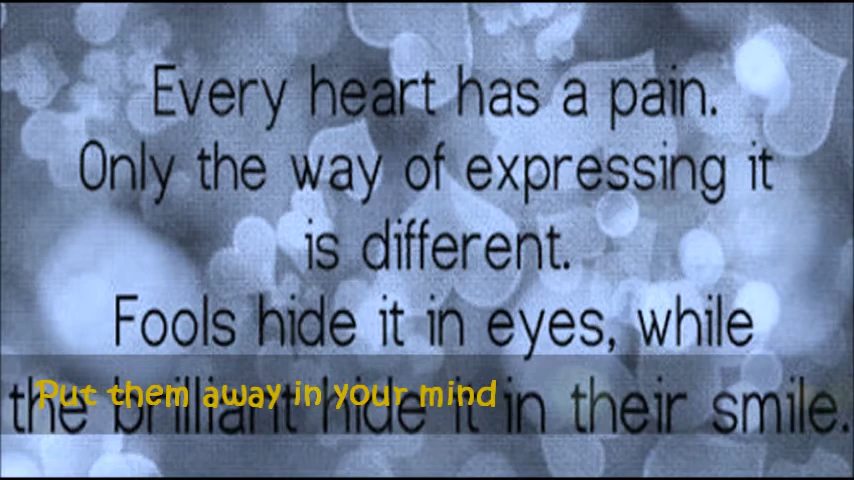 Every heart has a pain.
Only the way of expressing it
is different.
Fools hide it in eyes, while
the brilliant hide it in their smile.
Put them away in your mind